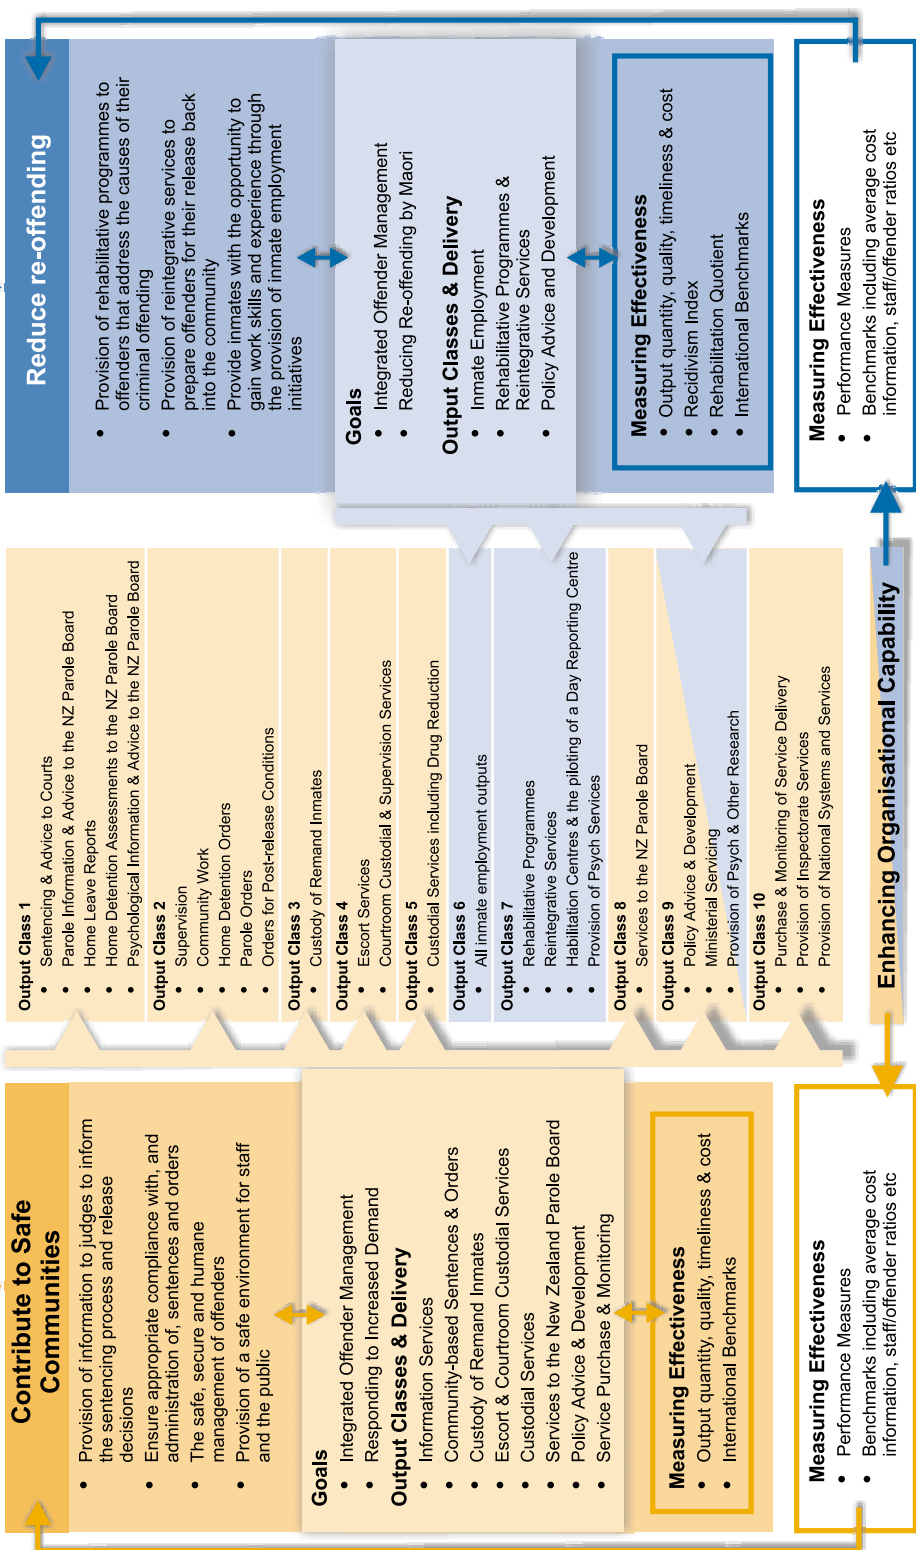 Contribute to Safe
Communities
• Provision of information to judges to inform
the sentencing process and release
decisions
• Ensure appropriate compliance with, and
administration of, sentences and orders
• The safe, secure and humane
management of offenders
• Provision of a safe environment for staff
and the public
Goals
• Integrated Offender Management
• Responding to Increased Demand
Output Classes & Delivery
• Information Services
• Community-based Sentences & Orders
• Custody of Remand Inmates
• Escort & Courtroom Custodial Services
• Custodial Services
• Services to the New Zealand Parole Board
• Policy Advice & Development
• Service Purchase & Monitoring
Measuring Effectiveness
• Output quantity, quality, timeliness & cost
• International Benchmarks
Measuring Effectiveness
• Performance Measures
• Benchmarks including average cost
information, staff/offender ratios etc
Output Class 1
• Sentencing & Advice to Courts
• Parole Information & Advice to the NZ Parole Board
• Home Leave Reports
• Home Detention Assessments to the NZ Parole Board
• Psychological Information & Advice to the NZ Parole Board
Output Class 2
• Supervision
• Community Work
• Home Detention Orders
• Parole Orders
• Orders for Post-release Conditions
Output Class 3
• Custody of Remand Inmates
Output Class 4
• Escort Services
• Courtroom Custodial & Supervision Services
Output Class 5
• Custodial Services including Drug Reduction
Output Class 6
• All inmate employment outputs
Output Class 7
• Rehabilitative Programmes
• Reintegrative Services
• Habilitation Centres & the piloting of a Day Reporting Centre
• Provision of Psych Services
Output Class 8
• Services to the NZ Parole Board
Output Class 9
• Policy Advice & Development
• Ministerial Servicing
• Provision of Psych & Other Research
Output Class 10
• Purchase & Monitoring of Service Delivery
• Provision of Inspectorate Services
• Provision of National Systems and Services
Enhancing Organisational Capability
Reduce re-offending
• Provision of rehabilitative programmes to
offenders that address the causes of their
criminal offending
• Provision of reintegrative services to
prepare offenders for their release back
into the community
• Provide inmates with the opportunity to
gain work skills and experience through
the provision of inmate employment
initiatives
Goals
• Integrated Offender Management
• Reducing Re-offending by Maori
Output Classes & Delivery
• Inmate Employment
• Rehabilitative Programmes &
Reintegrative Services
• Policy Advice and Development
Measuring Effectiveness
• Output quantity, quality, timeliness & cost
• Recidivism Index
• Rehabilitation Quotient
• International Benchmarks
Measuring Effectiveness
• Performance Measures
• Benchmarks including average cost
information, staff/offender ratios etc